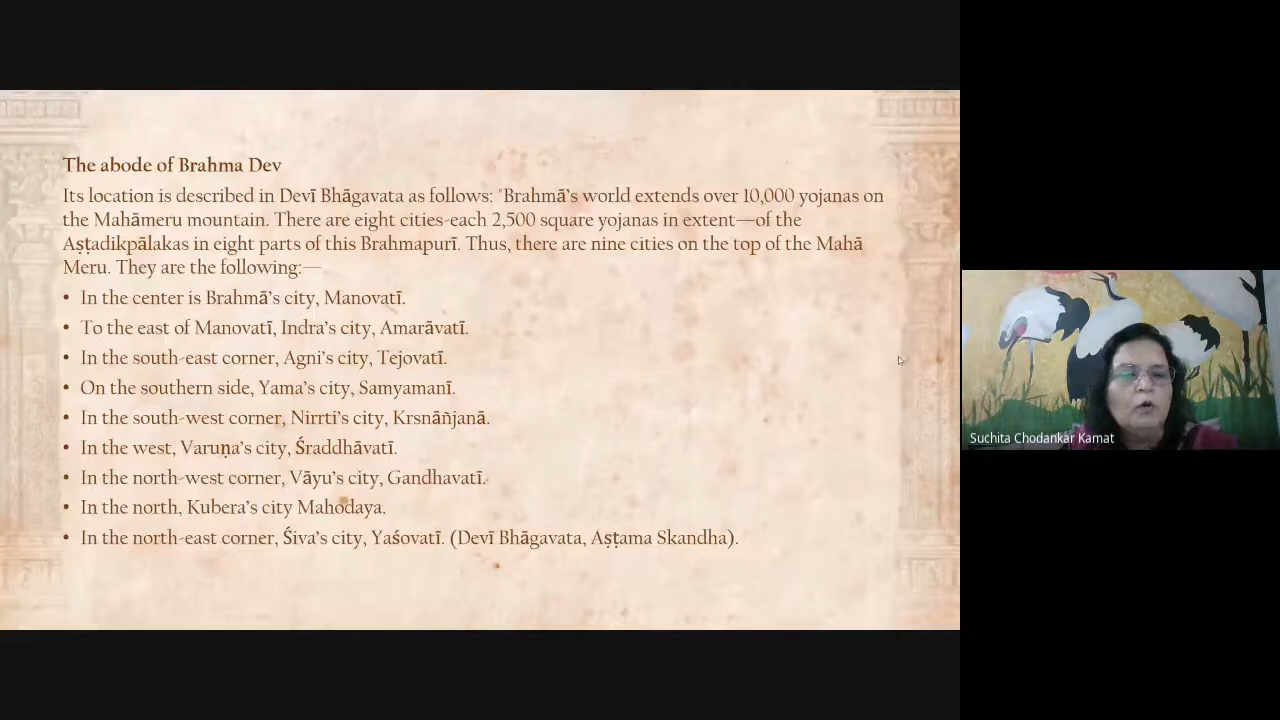 The abode of Brahma Dev
Its location is described in Devī Bhāgavata as follows: "Brahmā's world extends over 10,000 yojanas on
the Mahāmeru mountain. There are eight cities-each 2,500 square yojanas in extent—of the
Aṣṭadikpālakas in eight parts of this Brahmapurī. Thus, there are nine cities on the top of the Mahā
Meru. They are the following:—
• In the center is Brahmā's city, Manovatī.
• To the east of Manovatī, Indra's city, Amarāvatī.
• In the south-east corner, Agni's city, Tejovatī.
• On the southern side, Yama's city, Samyamanī.
• In the south-west corner, Nirrti's city, Krsnāñjanā.
• In the west, Varuṇa's city, Śraddhāvatī.
• In the north-west corner, Vāyu's city, Gandhavatī.
• In the north, Kubera's city Mahodaya.
• In the north-east corner, Śiva's city, Yaśovatī. (Devī Bhāgavata, Aṣṭama Skandha).
Suchita Chodankar Kamat